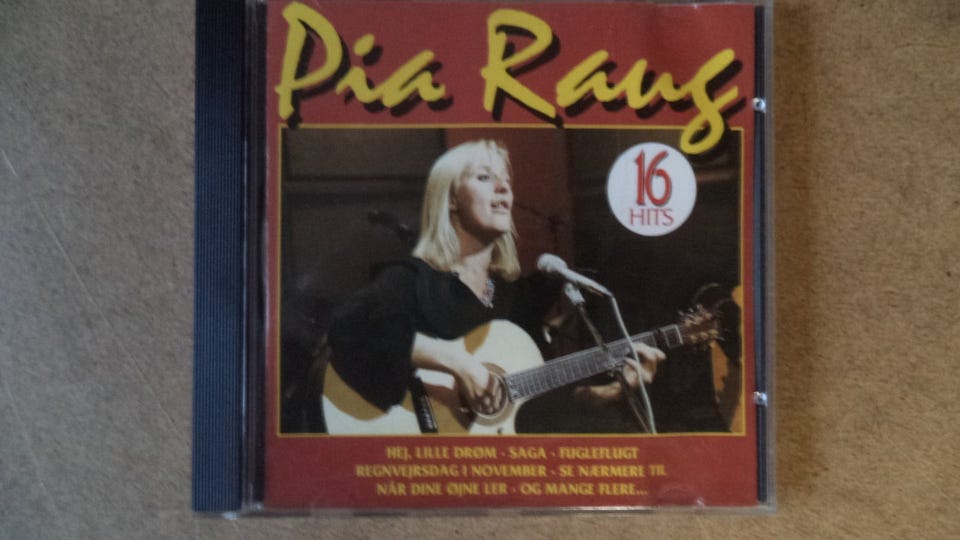 Pia Raug
16
HITS
HEJ, LILLE DRØM · SAGA · FUGLEFLUGT
REGNVEJRSDAG I NOVEMBER · SE NÆRMERE TIL
NÅR DINE ØJNE LER · OG MANGE FLERE...